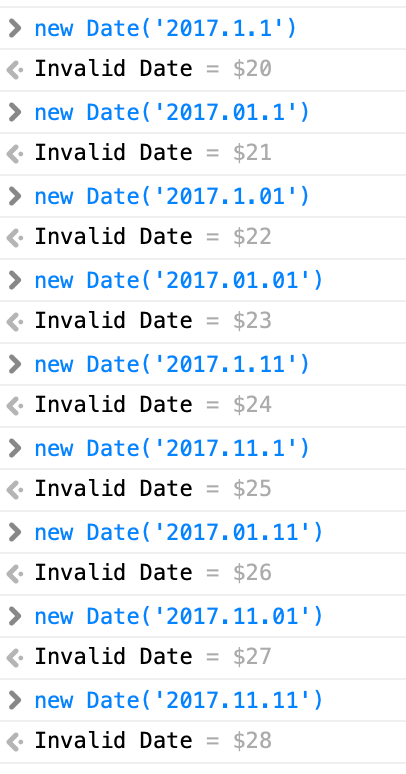 new Date('2017.1.1')
Invalid Date = $20
new Date('2017.01.1')
Invalid Date = $21
new Date('2017.1.01')
Invalid Date = $22
new Date('2017.01.01')
Invalid Date = $23
new Date('2017.1.11')
Invalid Date = $24
new Date('2017.11.1')
Invalid Date = $25
new Date('2017.01.11')
Invalid Date = $26
new Date('2017.11.01')
Invalid Date = $27
new Date('2017.11.11')
Invalid Date = $28